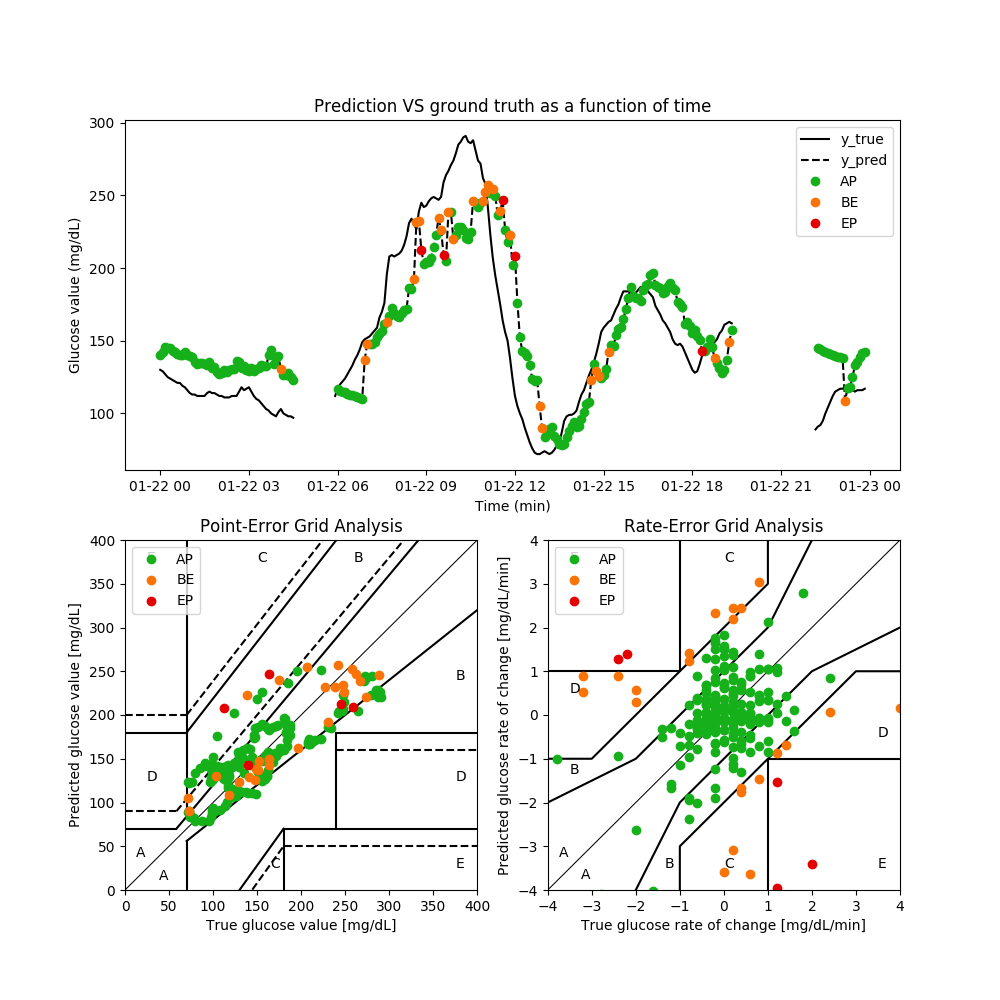 Prediction VS ground truth as a function of time
300
250
200
150
100
Glucose value (mg/dL)
y_true
y_pred
AP
BE
EP
01-22 00 01-22 03 01-22 06 01-22 09 01-22 12 01-22 15 01-22 18 01-22 21 01-23 00
Time (min)
Point-Error Grid Analysis
400
350
300
250
200
150
100
50
0
Predicted glucose value [mg/dL]
AP
BE
EP
C B
B
D D
A
A C E
0 50 100 150 200 250 300 350 400
True glucose value [mg/dL]
Rate-Error Grid Analysis
4
3
2
1
0
−1
−2
−3
−4
Predicted glucose rate of change [mg/dL/min]
AP
BE
EP
C
D
D
B
A
A B C E
−4 −3 −2 −1 0 1 2 3 4
True glucose rate of change [mg/dL/min]